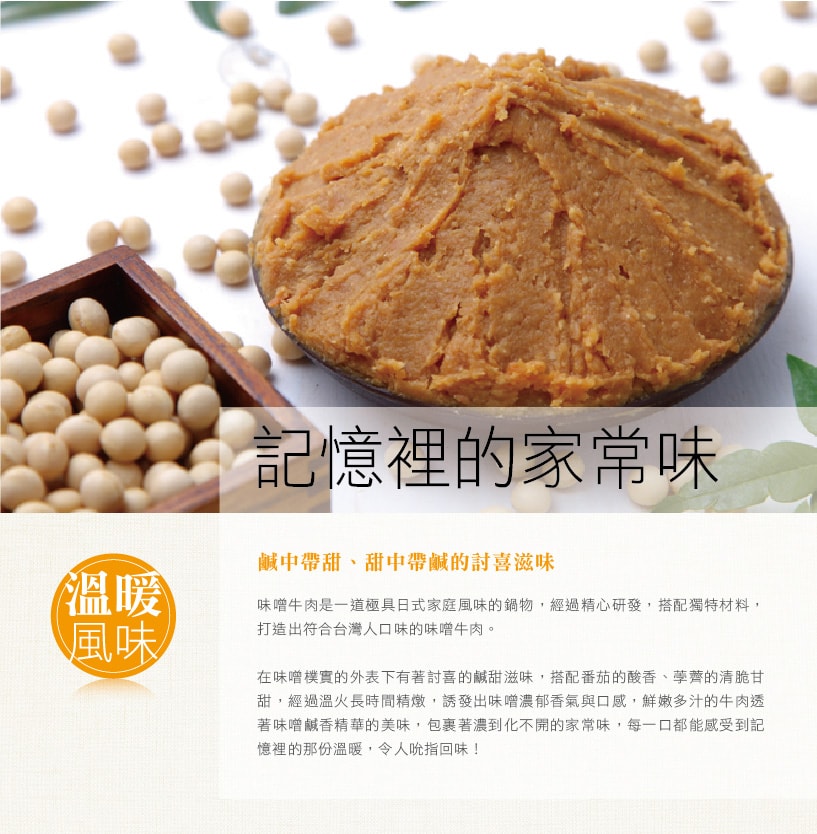 記憶裡的家常味
溫暖
風味
鹹中帶甜、甜中帶鹹的討喜滋味
味噌牛肉是一道極具日式家庭風味的鍋物，經過精心研發，搭配獨特材料，
打造出符合台灣人口味的味噌牛肉。
在味噌樸實的外表下有著討喜的鹹甜滋味，搭配番茄的酸香、荸薺的清脆甘
甜，經過溫火長時間精燉，誘發出味噌濃郁香氣與口感，鮮嫩多汁的牛肉透
著味噌鹹香精華的美味，包裹著濃到化不開的家常味，每一口都能感受到記
憶裡的那份溫暖，令人吮指回味！